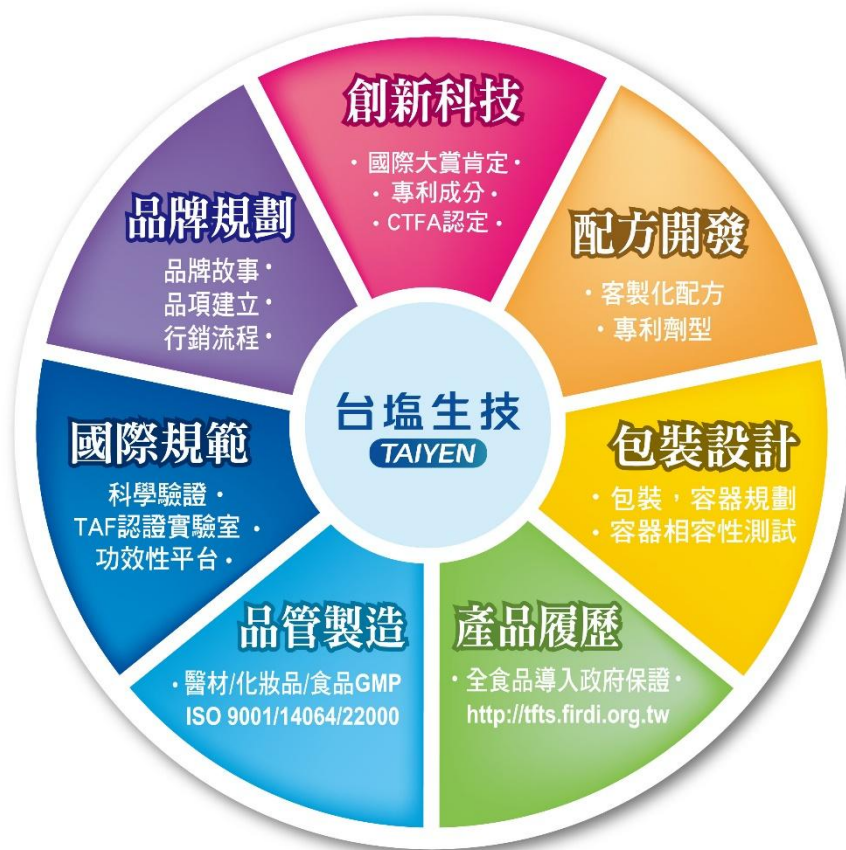 創新科技
・國際大賞肯定・
・專利成分・
・CTFA認定・
配方開發
・客製化配方
・專利劑型
包裝設計
・包裝，容器規劃
・容器相容性測試
產品履歷
・全食品導入政府保證・
http://tfts.firdi.org.tw
品管製造
・醫材/化妝品/食品GMP
ISO 9001/14064/22000
國際規範
科學驗證・
TAF認證實驗室・
功效性平台・
品牌規劃
品牌故事・
品項建立・
行銷流程・
台塩生技
TAIYEN